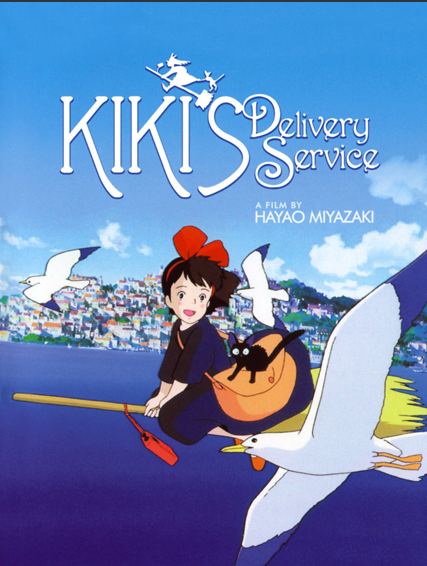 KIKI'S Delivery
Service
A FILM BY
HAYAO MIYAZAKI